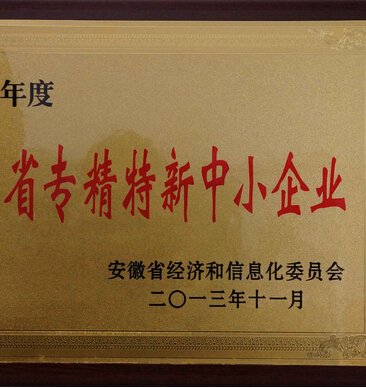 年度
省专精特新中小企业
安徽省经济和信息化委员会
二〇一三年十一月